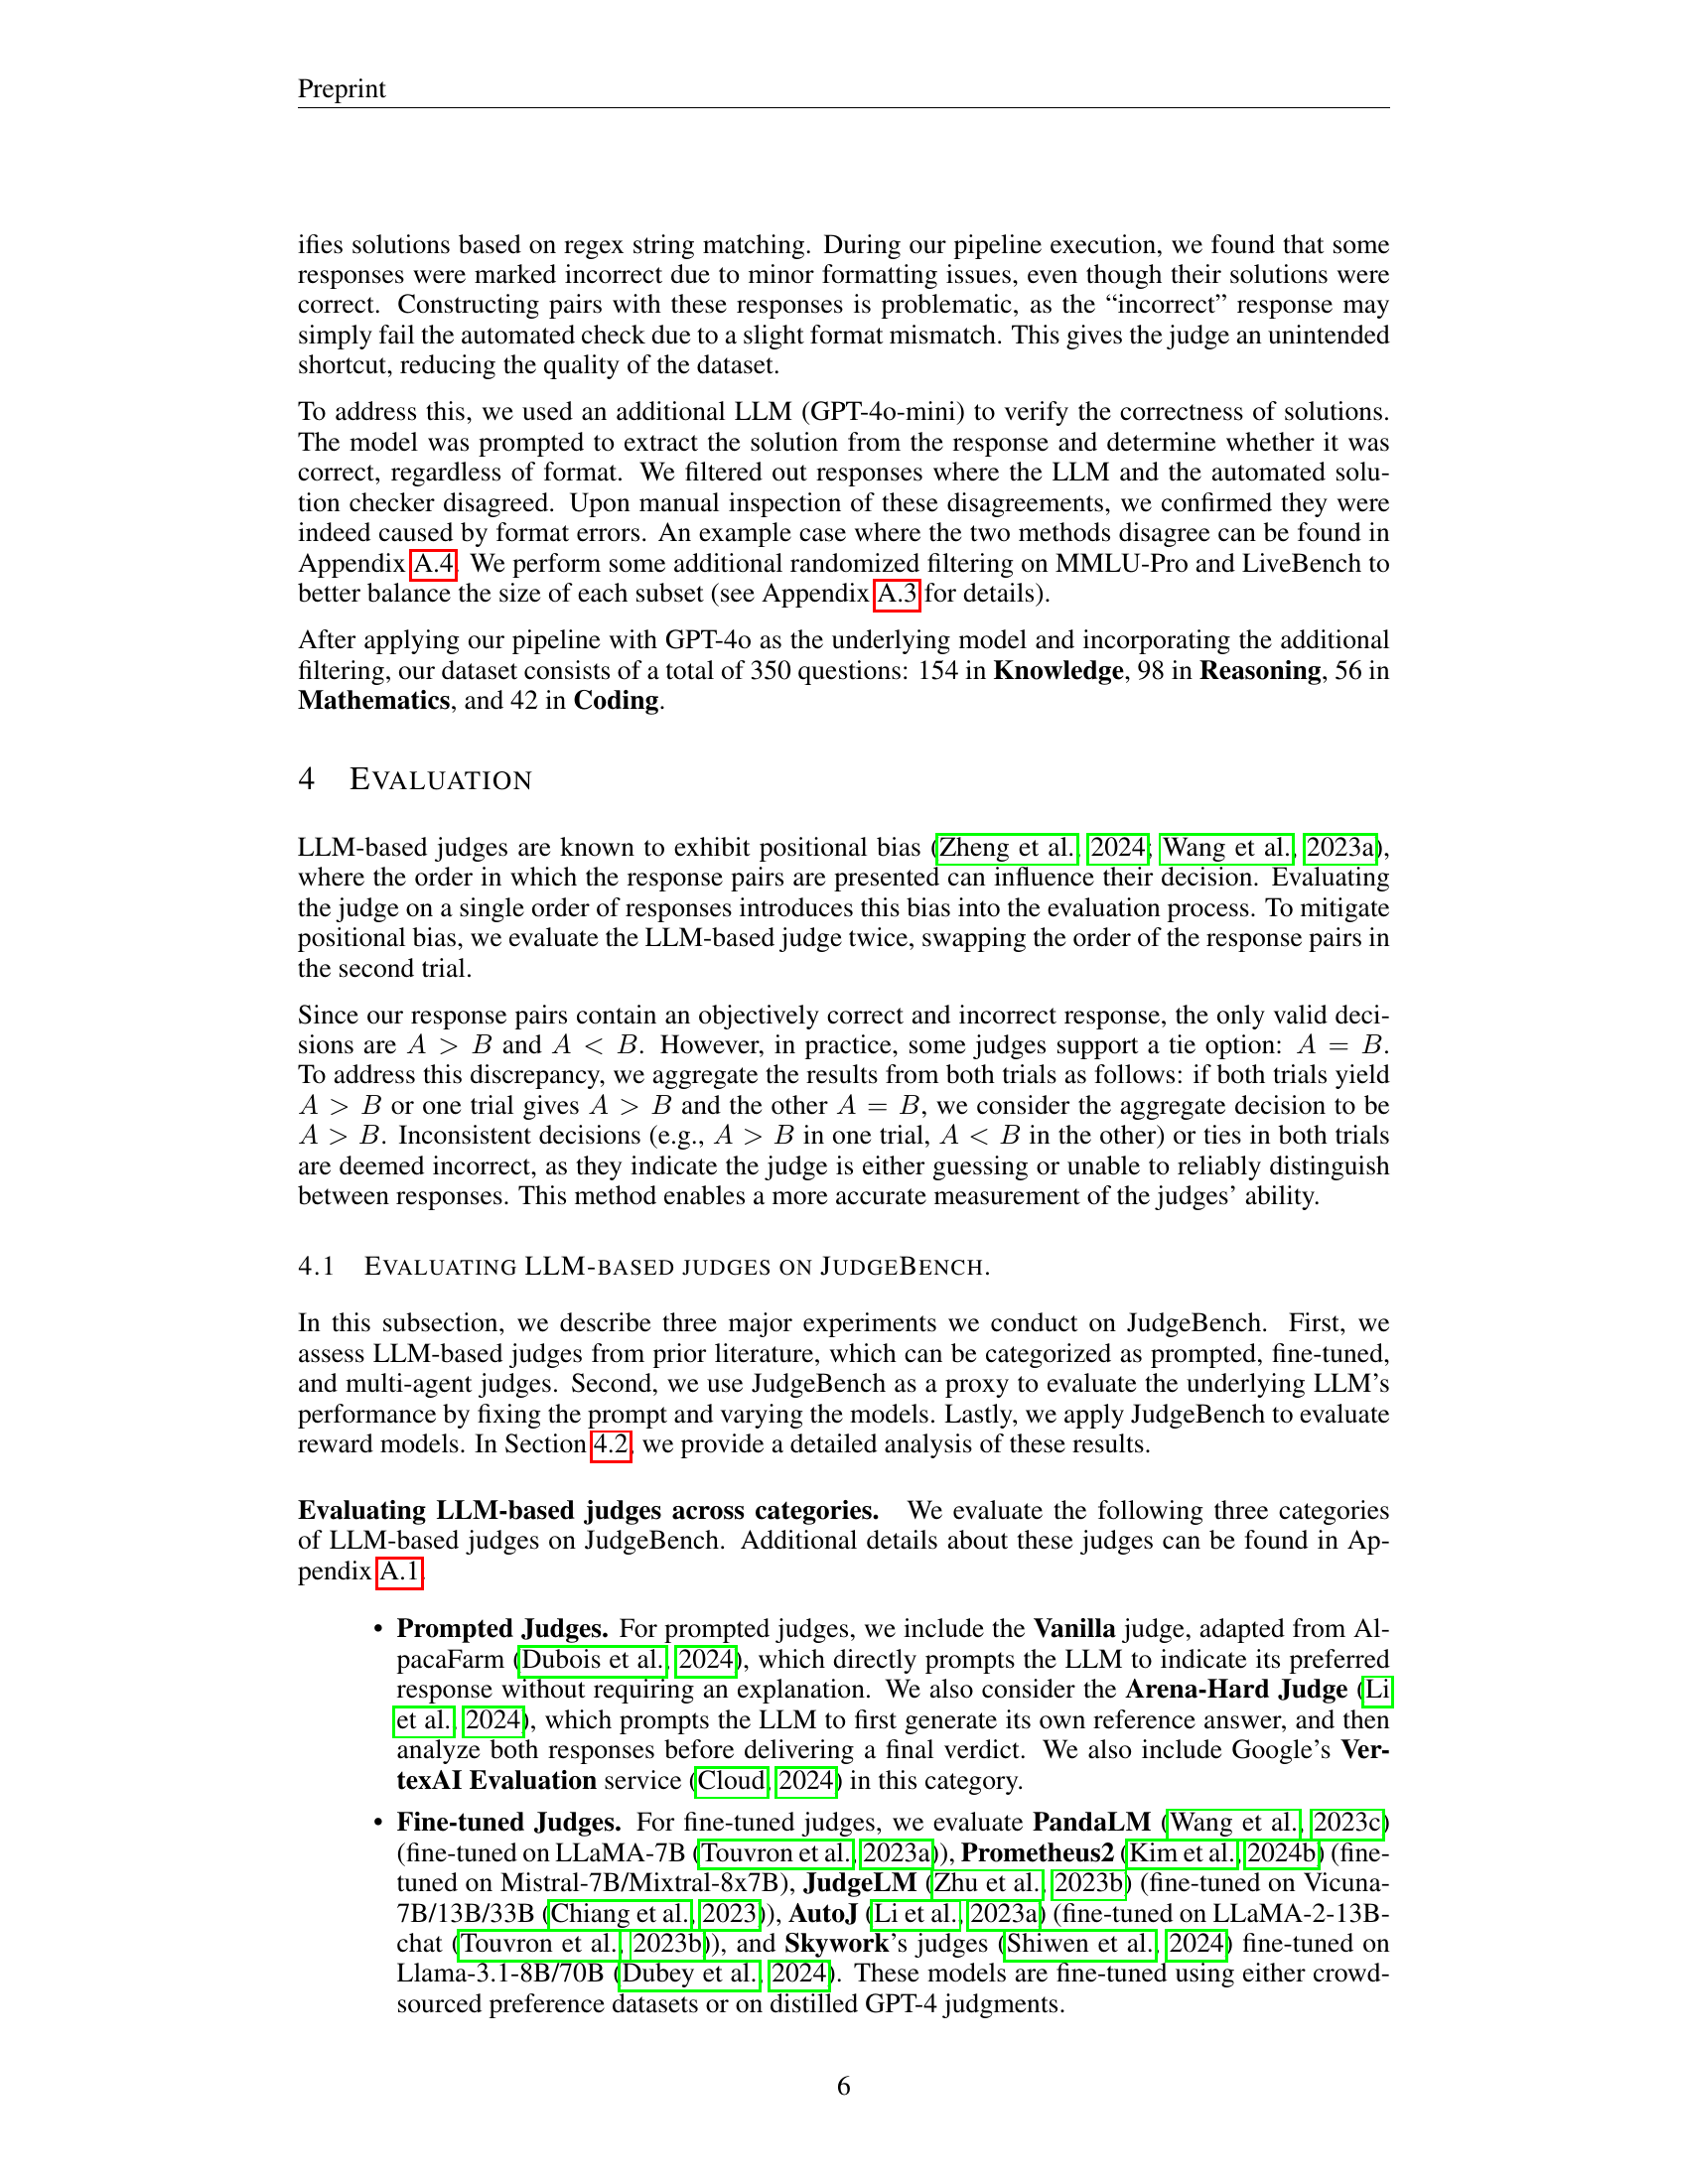 Preprint
ifies solutions based on regex string matching. During our pipeline execution, we found that some
responses were marked incorrect due to minor formatting issues, even though their solutions were
correct. Constructing pairs with these responses is problematic, as the “incorrect” response may
simply fail the automated check due to a slight format mismatch. This gives the judge an unintended
shortcut, reducing the quality of the dataset.
To address this, we used an additional LLM (GPT-4o-mini) to verify the correctness of solutions.
The model was prompted to extract the solution from the response and determine whether it was
correct, regardless of format. We filtered out responses where the LLM and the automated solu-
tion checker disagreed. Upon manual inspection of these disagreements, we confirmed they were
indeed caused by format errors. An example case where the two methods disagree can be found in
Appendix A.4. We perform some additional randomized filtering on MMLU-Pro and LiveBench to
better balance the size of each subset (see Appendix A.3 for details).
After applying our pipeline with GPT-4o as the underlying model and incorporating the additional
filtering, our dataset consists of a total of 350 questions: 154 in Knowledge, 98 in Reasoning, 56 in
Mathematics, and 42 in Coding.
4 EVALUATION
LLM-based judges are known to exhibit positional bias (Zheng et al., 2024; Wang et al., 2023a),
where the order in which the response pairs are presented can influence their decision. Evaluating
the judge on a single order of responses introduces this bias into the evaluation process. To mitigate
positional bias, we evaluate the LLM-based judge twice, swapping the order of the response pairs in
the second trial.
Since our response pairs contain an objectively correct and incorrect response, the only valid deci-
sions are A > B and A < B. However, in practice, some judges support a tie option: A = B.
To address this discrepancy, we aggregate the results from both trials as follows: if both trials yield
A > B or one trial gives A > B and the other A = B, we consider the aggregate decision to be
A > B. Inconsistent decisions (e.g., A > B in one trial, A < B in the other) or ties in both trials
are deemed incorrect, as they indicate the judge is either guessing or unable to reliably distinguish
between responses. This method enables a more accurate measurement of the judges’ ability.
4.1 EVALUATING LLM-BASED JUDGES ON JUDGEBENCH.
In this subsection, we describe three major experiments we conduct on JudgeBench. First, we
assess LLM-based judges from prior literature, which can be categorized as prompted, fine-tuned,
and multi-agent judges. Second, we use JudgeBench as a proxy to evaluate the underlying LLM’s
performance by fixing the prompt and varying the models. Lastly, we apply JudgeBench to evaluate
reward models. In Section 4.2, we provide a detailed analysis of these results.
Evaluating LLM-based judges across categories. We evaluate the following three categories
of LLM-based judges on JudgeBench. Additional details about these judges can be found in Ap-
pendix A.1.
• Prompted Judges. For prompted judges, we include the Vanilla judge, adapted from Al-
pacaFarm (Dubois et al., 2024), which directly prompts the LLM to indicate its preferred
response without requiring an explanation. We also consider the Arena-Hard Judge (Li
et al., 2024), which prompts the LLM to first generate its own reference answer, and then
analyze both responses before delivering a final verdict. We also include Google’s Ver-
texAI Evaluation service (Cloud, 2024) in this category.
• Fine-tuned Judges. For fine-tuned judges, we evaluate PandaLM (Wang et al., 2023c)
(fine-tuned on LLaMA-7B (Touvron et al., 2023a)), Prometheus2 (Kim et al., 2024b) (fine-
tuned on Mistral-7B/Mixtral-8x7B), JudgeLM (Zhu et al., 2023b) (fine-tuned on Vicuna-
7B/13B/33B (Chiang et al., 2023)), AutoJ (Li et al., 2023a) (fine-tuned on LLaMA-2-13B-
chat (Touvron et al., 2023b)), and Skywork’s judges (Shiwen et al., 2024) fine-tuned on
Llama-3.1-8B/70B (Dubey et al., 2024). These models are fine-tuned using either crowd-
sourced preference datasets or on distilled GPT-4 judgments.
6